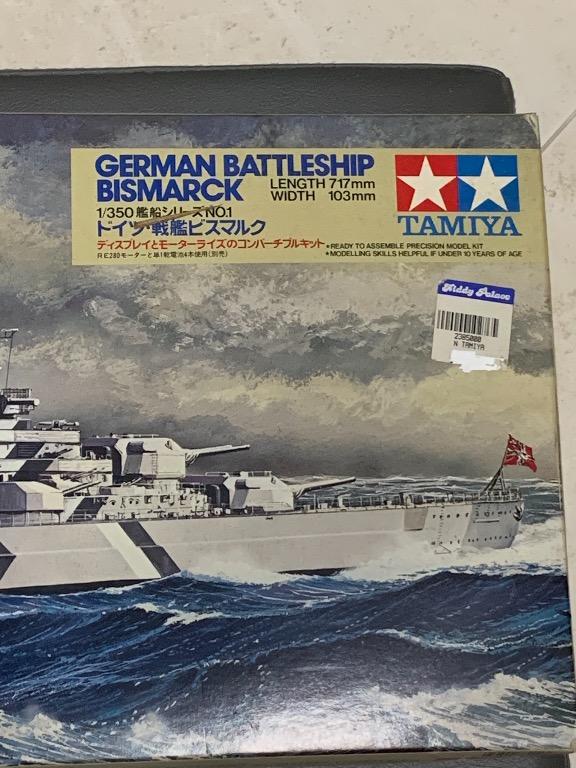 GERMAN BATTLESHIP
BISMARCK
LENGTH 717mm
WIDTH 103mm
1/350 艦船シリーズ NO.1
ドイツ・戦艦ビスマルク
ディスプレイとモーターライズのコンバーチブルキット
RE280モーターと単1乾電池4本使用(別売)
• READY TO ASSEMBLE PRECISION MODEL KIT
• MODELLING SKILLS HELPFUL IF UNDER 10 YEARS OF AGE
TAMIYA
Kiddy Palace
2385000
N TAMIYA